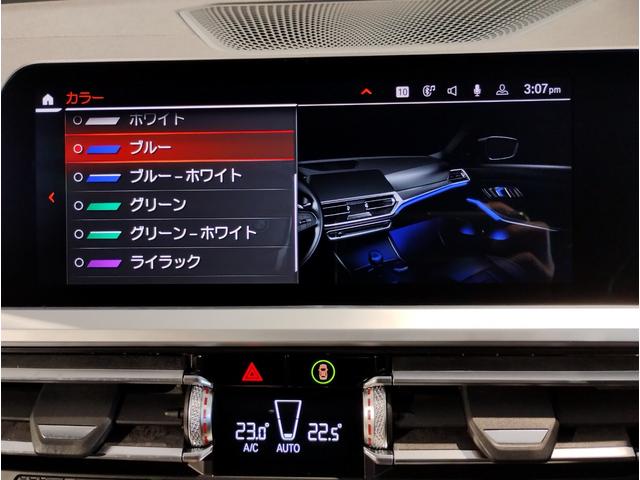 カラー
10
3:07pm
ホワイト
ブルー
ブルー－ホワイト
グリーン
グリーン－ホワイト
ライラック
23.0° 22.5°
A/C AUTO